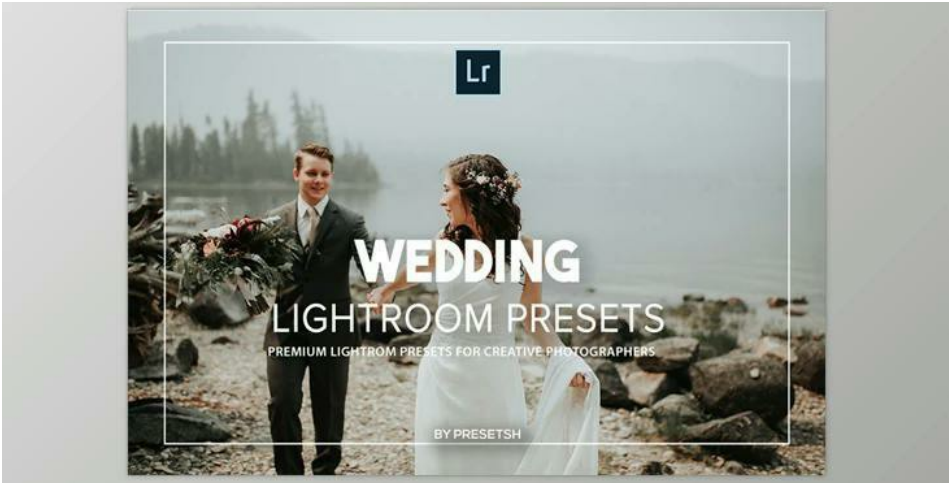 Lr
WEDDING
LIGHTROOM PRESETS
PREMIUM LIGHTROM PRESETS FOR CREATIVE PHOTOGRAPHERS
BY PRESETSH